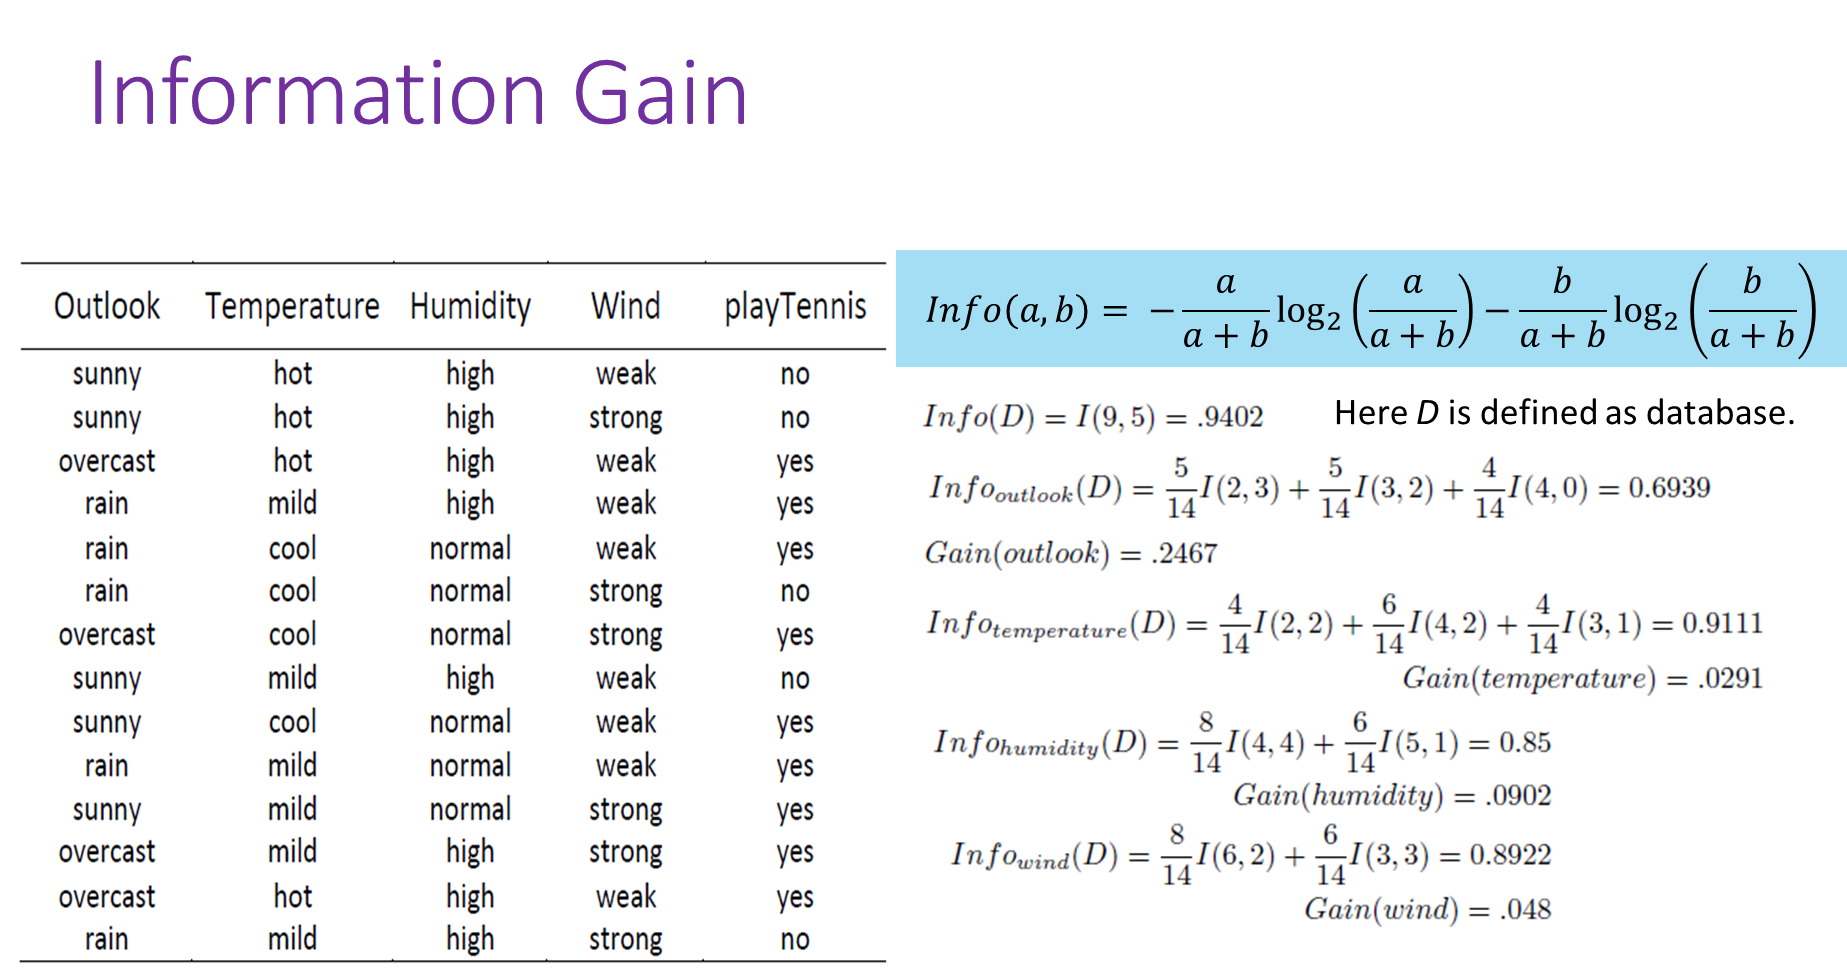 Information Gain
Outlook Temperature Humidity Wind playTennis
sunny hot high weak no
sunny hot high strong no
overcast hot high weak yes
rain mild high weak yes
rain cool normal weak yes
rain cool normal strong no
overcast cool normal strong yes
sunny mild high weak no
sunny cool normal weak yes
rain mild normal weak yes
sunny mild normal strong yes
overcast mild high strong yes
overcast hot high weak yes
rain mild high strong no
Info(a, b) = − a/(a + b) log₂ (a/(a + b)) − b/(a + b) log₂ (b/(a + b))
Info(D) = I(9, 5) = .9402
Here D is defined as database.
Info_outlook(D) = 5/14 I(2, 3) + 5/14 I(3, 2) + 4/14 I(4, 0) = 0.6939
Gain(outlook) = .2467
Info_temperature(D) = 4/14 I(2, 2) + 6/14 I(4, 2) + 4/14 I(3, 1) = 0.9111
Gain(temperature) = .0291
Info_humidity(D) = 8/14 I(4, 4) + 6/14 I(5, 1) = 0.85
Gain(humidity) = .0902
Info_wind(D) = 8/14 I(6, 2) + 6/14 I(3, 3) = 0.8922
Gain(wind) = .048